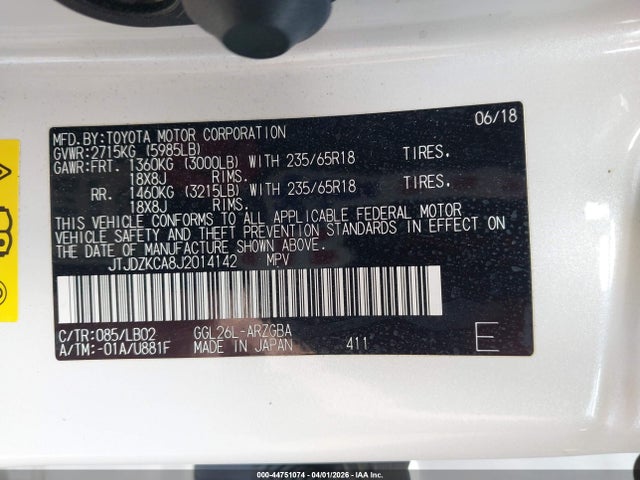 06/18
MFD.BY:TOYOTA MOTOR CORPORATION
GVWR:2715KG (5985LB)
GAWR:FRT. 1360KG (3000LB) WITH 235/65R18 TIRES.
18X8J RIMS.
RR. 1460KG (3215LB) WITH 235/65R18 TIRES.
18X8J RIMS.
THIS VEHICLE CONFORMS TO ALL APPLICABLE FEDERAL MOTOR
VEHICLE SAFETY AND THEFT PREVENTION STANDARDS IN EFFECT ON
THE DATE OF MANUFACTURE SHOWN ABOVE.
JTJDZKCA8J2014142 MPV
C/TR:085/LB02 GGL26L-ARZGBA
A/TM:-01A/U881F MADE IN JAPAN 411 E
000-44751074 - 04/01/2026 - IAAI